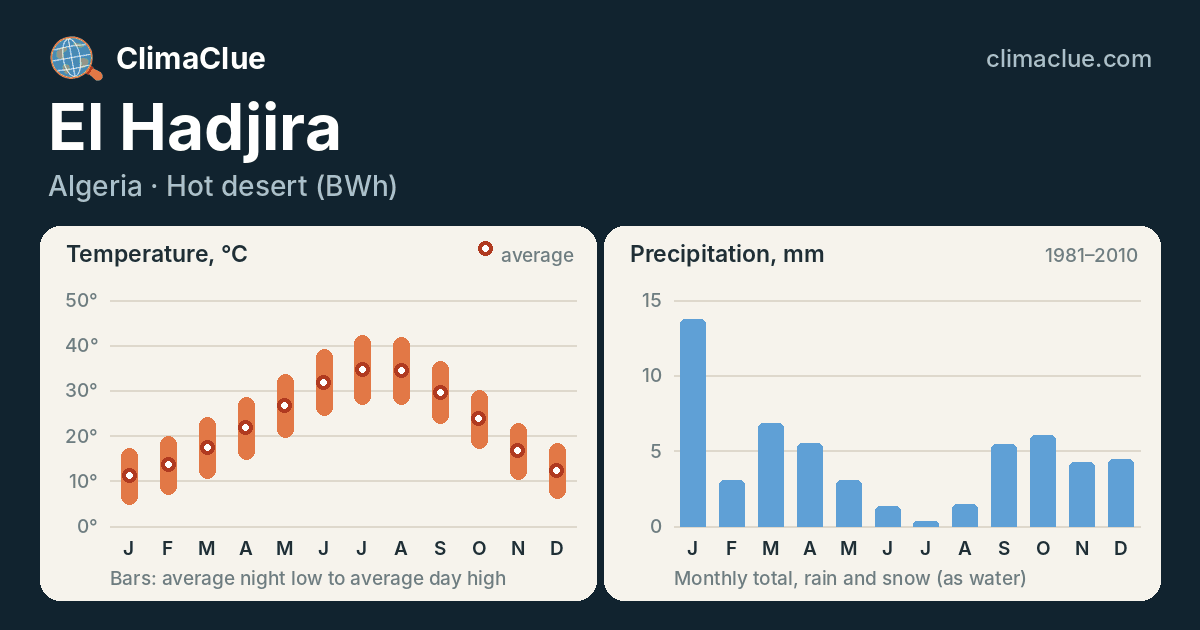 ClimaClue
climaclue.com
El Hadjira
Algeria · Hot desert (BWh)
Temperature, °C
average
50°
40°
30°
20°
10°
0°
J F M A M J J A S O N D
Bars: average night low to average day high
Precipitation, mm
1981–2010
15
10
5
0
J F M A M J J A S O N D
Monthly total, rain and snow (as water)